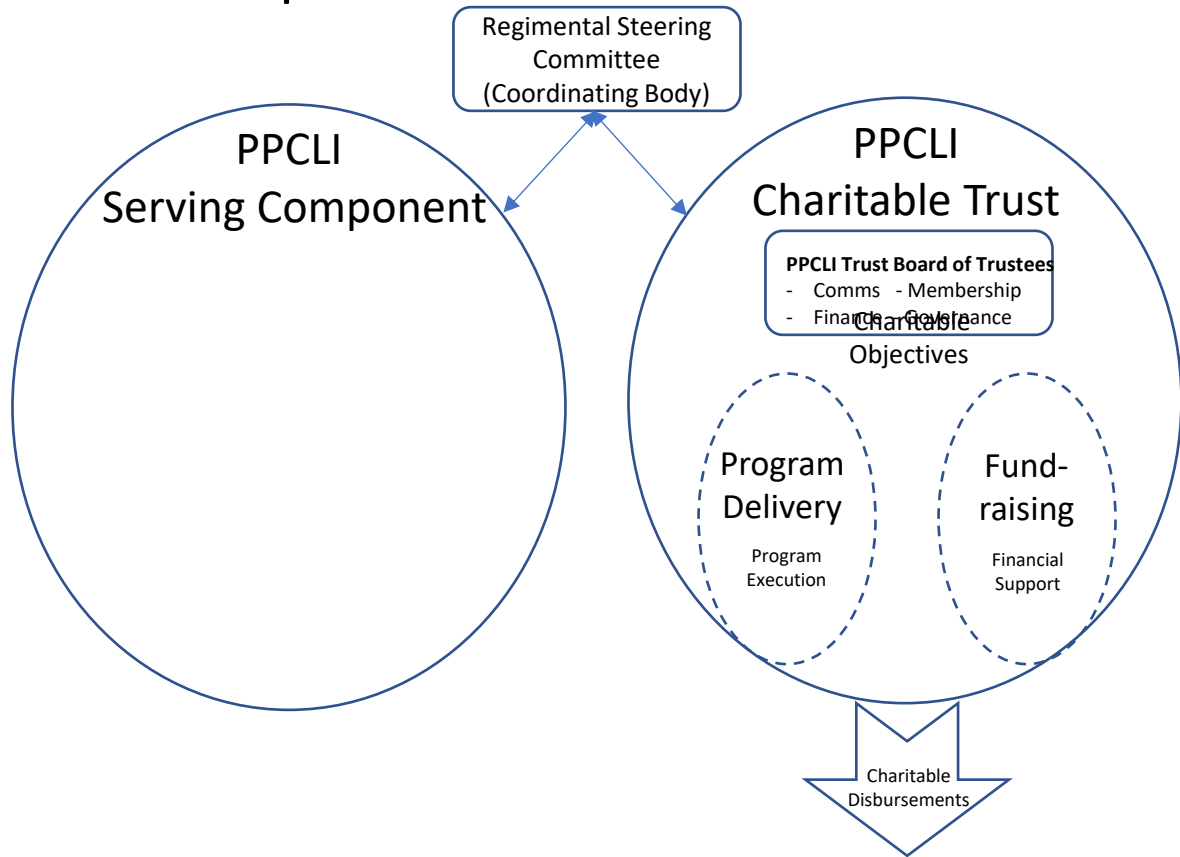 Regimental Steering
Committee
(Coordinating Body)
PPCLI
Serving Component
PPCLI
Charitable Trust
PPCLI Trust Board of Trustees
- Comms - Membership
- Finance - Governance
Charitable
Objectives
Program
Delivery
Program
Execution
Fund-
raising
Financial
Support
Charitable
Disbursements